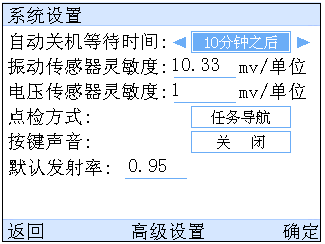 系统设置
自动关机等待时间: 10分钟之后
振动传感器灵敏度: 10.33 mv/单位
电压传感器灵敏度: 1 mv/单位
点检方式: 任务导航
按键声音: 关 闭
默认发射率: 0.95
返回 高级设置 确定